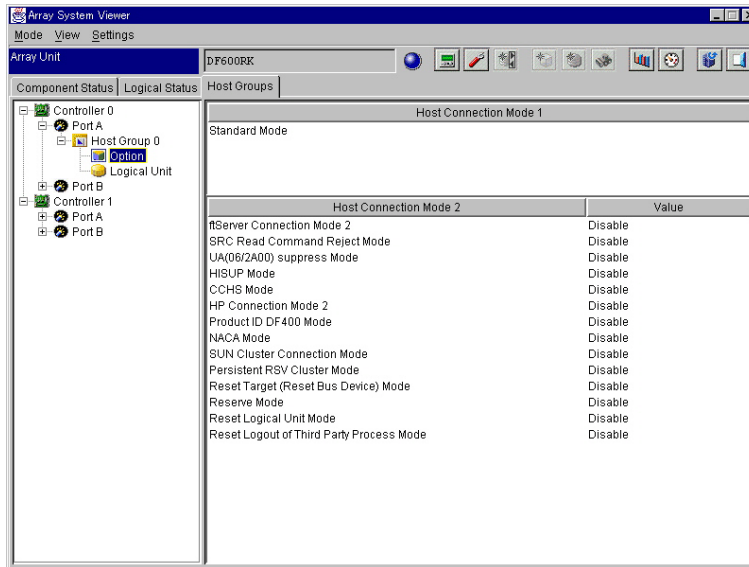 Array System Viewer
Mode View Settings
Array Unit
DF600RK
Component Status Logical Status Host Groups
Controller 0
Port A
Host Group 0
Option
Logical Unit
Port B
Controller 1
Port A
Port B
Host Connection Mode 1
Standard Mode
Host Connection Mode 2 Value
ftServer Connection Mode 2 Disable
SRC Read Command Reject Mode Disable
UA(06/2A00) suppress Mode Disable
HISUP Mode Disable
CCHS Mode Disable
HP Connection Mode 2 Disable
Product ID DF400 Mode Disable
NACA Mode Disable
SUN Cluster Connection Mode Disable
Persistent RSV Cluster Mode Disable
Reset Target (Reset Bus Device) Mode Disable
Reserve Mode Disable
Reset Logical Unit Mode Disable
Reset Logout of Third Party Process Mode Disable